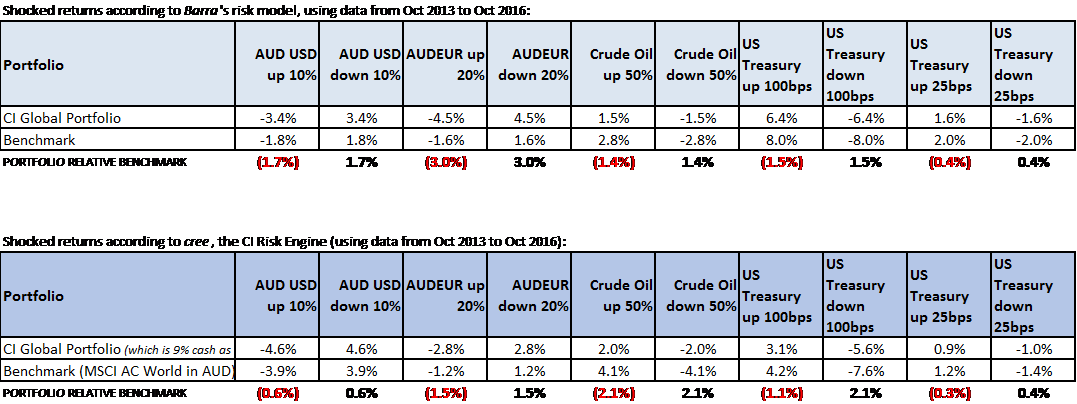 Shocked returns according to Barra's risk model, using data from Oct 2013 to Oct 2016:
Portfolio AUD USD up 10% AUD USD down 10% AUDEUR up 20% AUDEUR down 20% Crude Oil up 50% Crude Oil down 50% US Treasury up 100bps US Treasury down 100bps US Treasury up 25bps US Treasury down 25bps
CI Global Portfolio -3.4% 3.4% -4.5% 4.5% 1.5% -1.5% 6.4% -6.4% 1.6% -1.6%
Benchmark -1.8% 1.8% -1.6% 1.6% 2.8% -2.8% 8.0% -8.0% 2.0% -2.0%
PORTFOLIO RELATIVE BENCHMARK (1.7%) 1.7% (3.0%) 3.0% (1.4%) 1.4% (1.5%) 1.5% (0.4%) 0.4%
Shocked returns according to cree, the CI Risk Engine (using data from Oct 2013 to Oct 2016):
Portfolio AUD USD up 10% AUD USD down 10% AUDEUR up 20% AUDEUR down 20% Crude Oil up 50% Crude Oil down 50% US Treasury up 100bps US Treasury down 100bps US Treasury up 25bps US Treasury down 25bps
CI Global Portfolio (which is 9% cash as -4.6% 4.6% -2.8% 2.8% 2.0% -2.0% 3.1% -5.6% 0.9% -1.0%
Benchmark (MSCI AC World in AUD) -3.9% 3.9% -1.2% 1.2% 4.1% -4.1% 4.2% -7.6% 1.2% -1.4%
PORTFOLIO RELATIVE BENCHMARK (0.6%) 0.6% (1.5%) 1.5% (2.1%) 2.1% (1.1%) 2.1% (0.3%) 0.4%